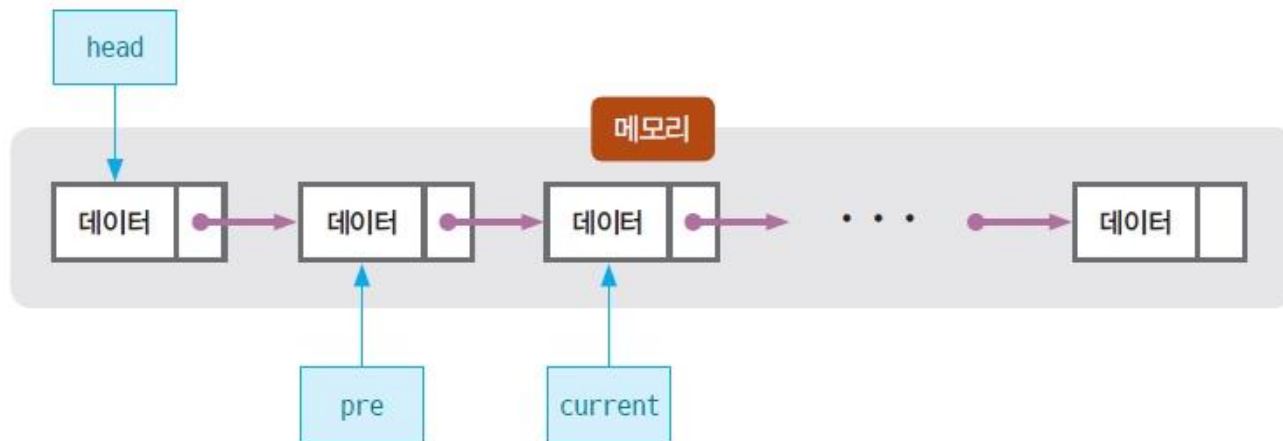 head
메모리
데이터 데이터 데이터 · · · 데이터
pre current